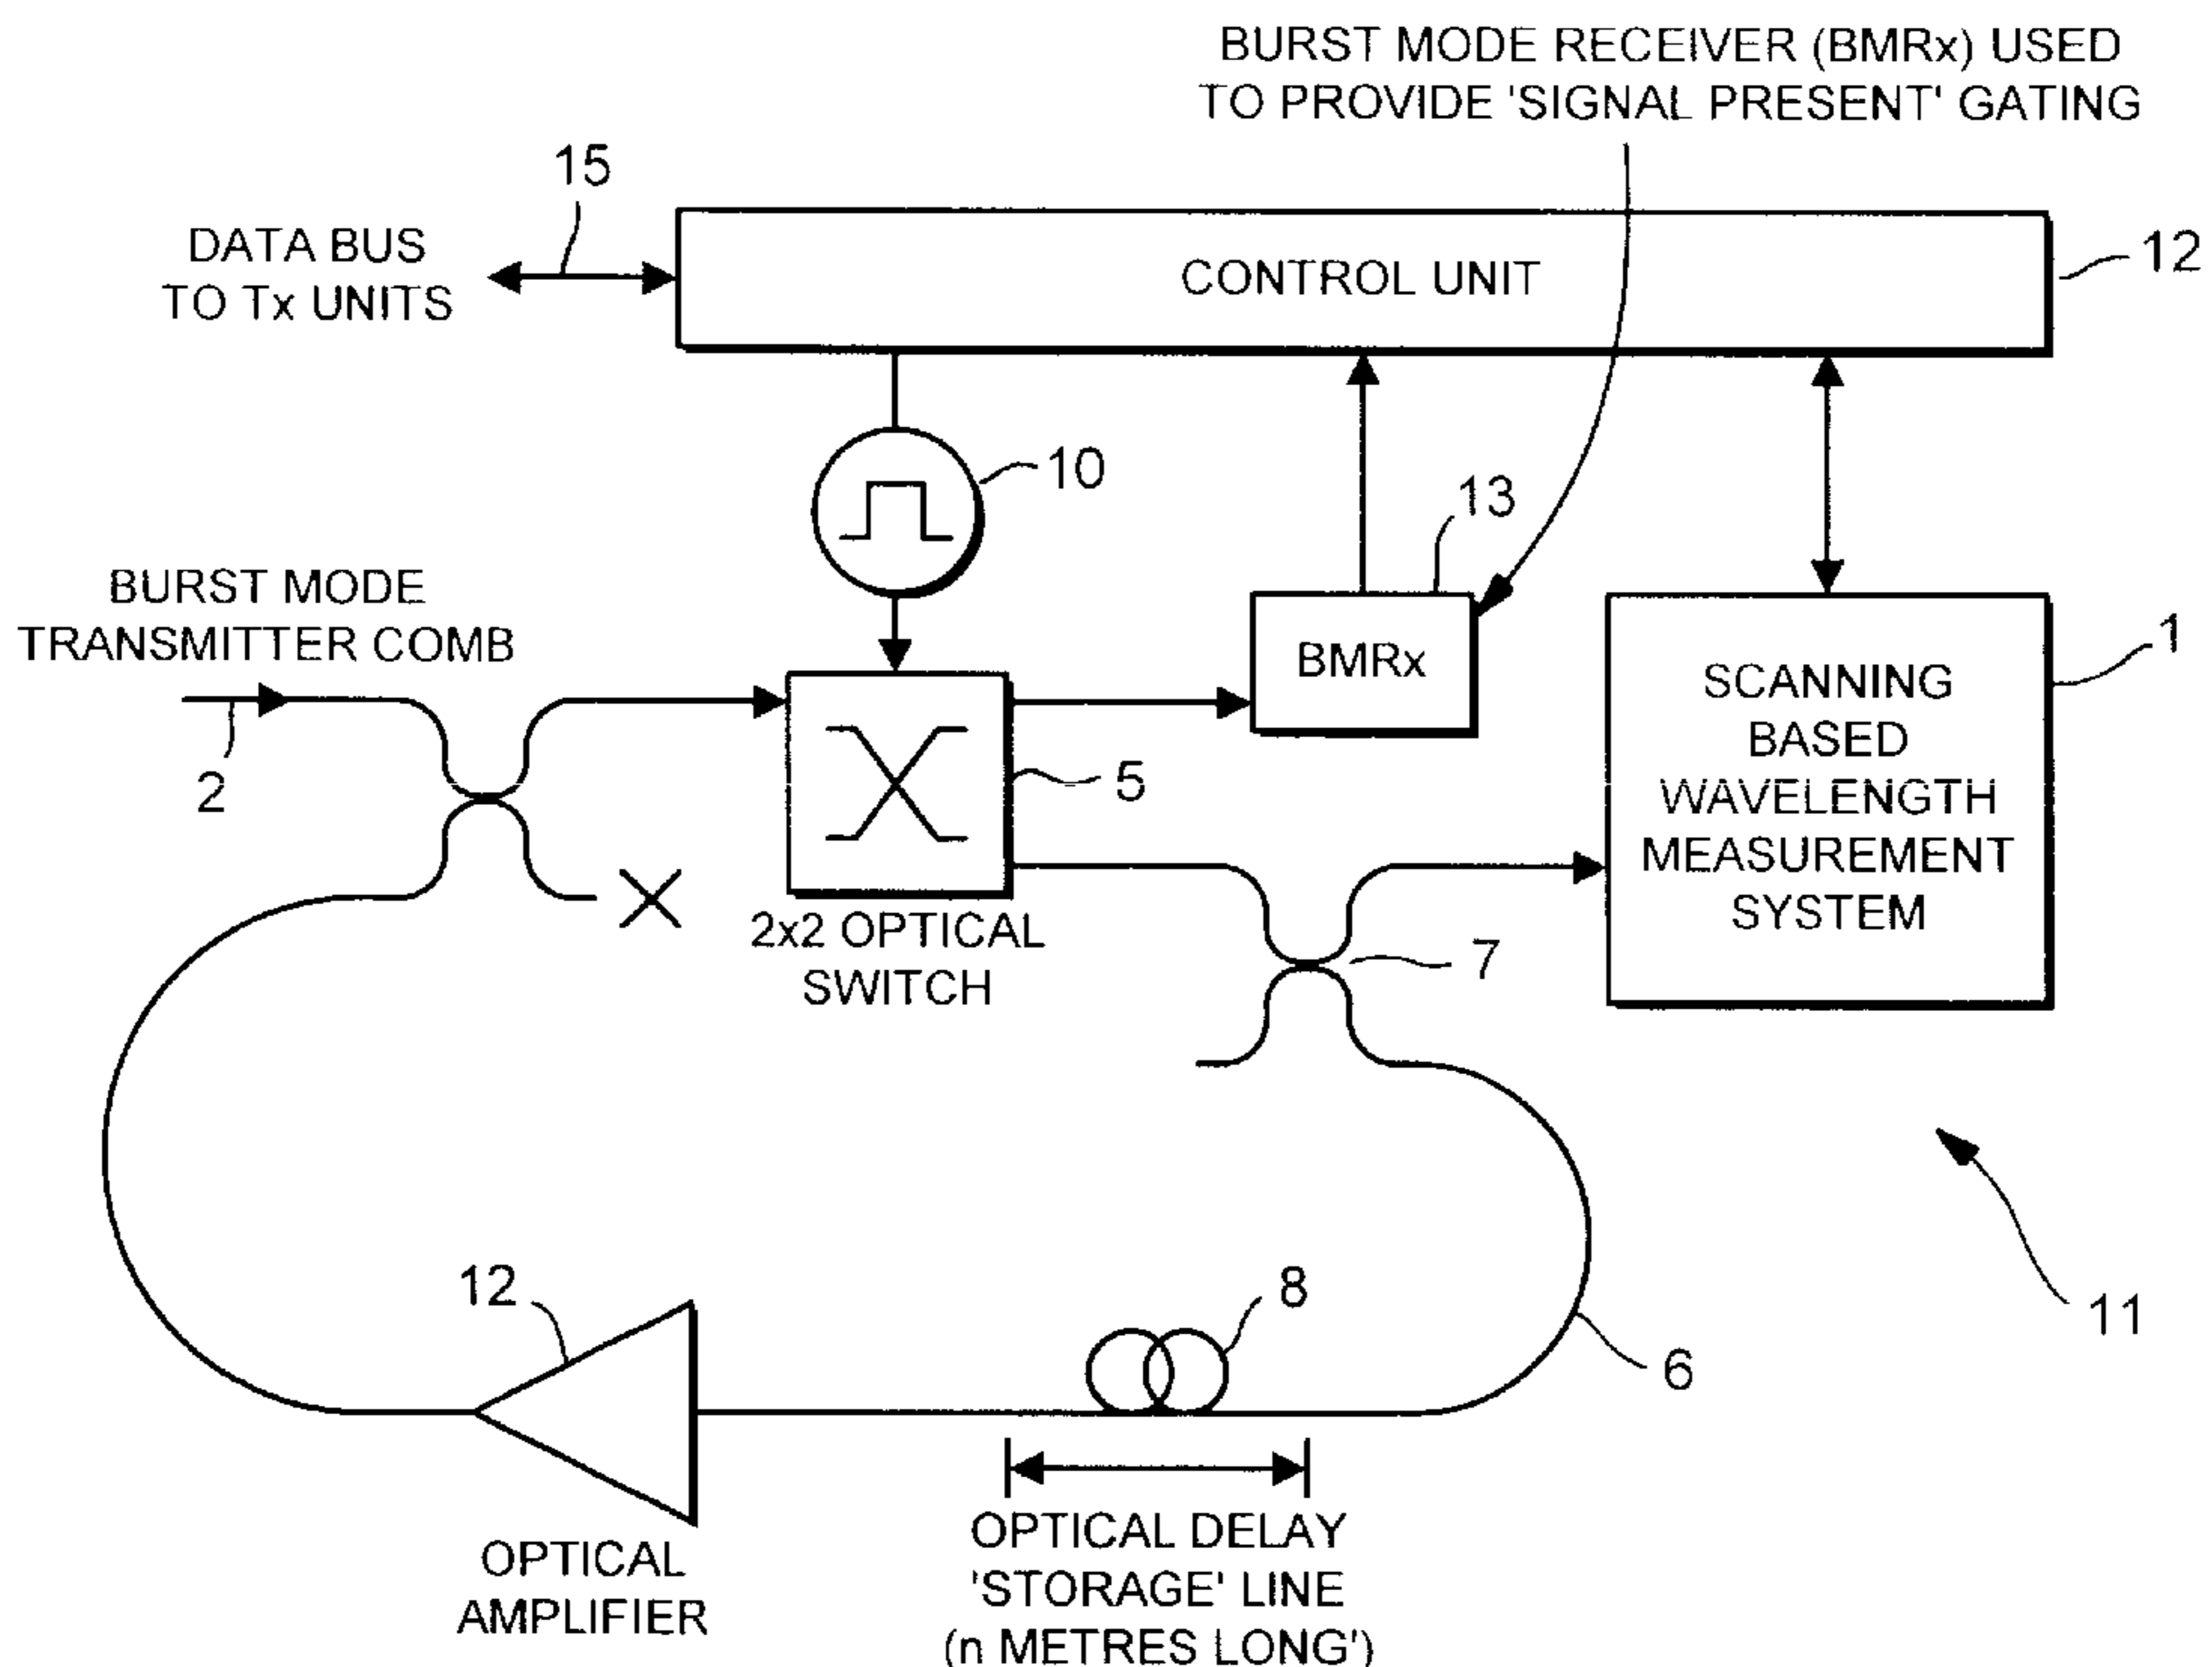 BURST MODE RECEIVER (BMRx) USED
TO PROVIDE 'SIGNAL PRESENT' GATING
15
DATA BUS
TO Tx UNITS
CONTROL UNIT
12
10
13
BURST MODE
TRANSMITTER COMB
2
BMRx
1
SCANNING
BASED
WAVELENGTH
MEASUREMENT
SYSTEM
5
2x2 OPTICAL
SWITCH
7
12
8
6
11
OPTICAL
AMPLIFIER
OPTICAL DELAY
'STORAGE' LINE
(n METRES LONG')